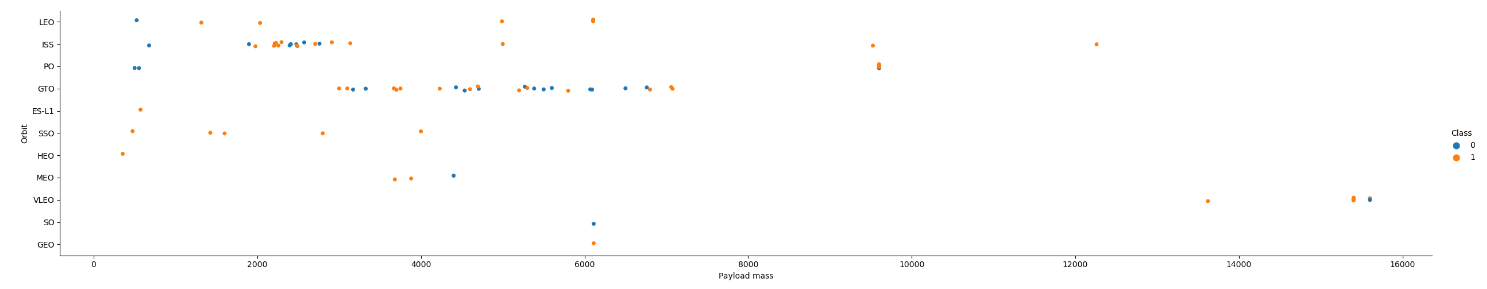 LEO
ISS
PO
GTO
ES-L1
SSO
HEO
MEO
VLEO
SO
GEO
Orbit
0
2000
4000
6000
8000
10000
12000
14000
16000
Payload mass
Class
0
1